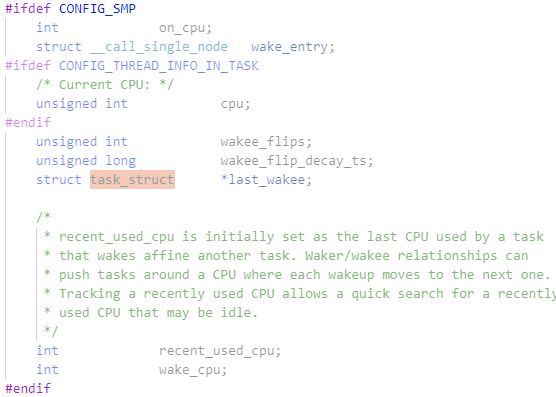 #ifdef CONFIG_SMP
int on_cpu;
struct __call_single_node wake_entry;
#ifdef CONFIG_THREAD_INFO_IN_TASK
/* Current CPU: */
unsigned int cpu;
#endif
unsigned int wakee_flips;
unsigned long wakee_flip_decay_ts;
struct task_struct *last_wakee;
/*
* recent_used_cpu is initially set as the last CPU used by a task
* that wakes affine another task. Waker/wakee relationships can
* push tasks around a CPU where each wakeup moves to the next one.
* Tracking a recently used CPU allows a quick search for a recently
* used CPU that may be idle.
*/
int recent_used_cpu;
int wake_cpu;
#endif